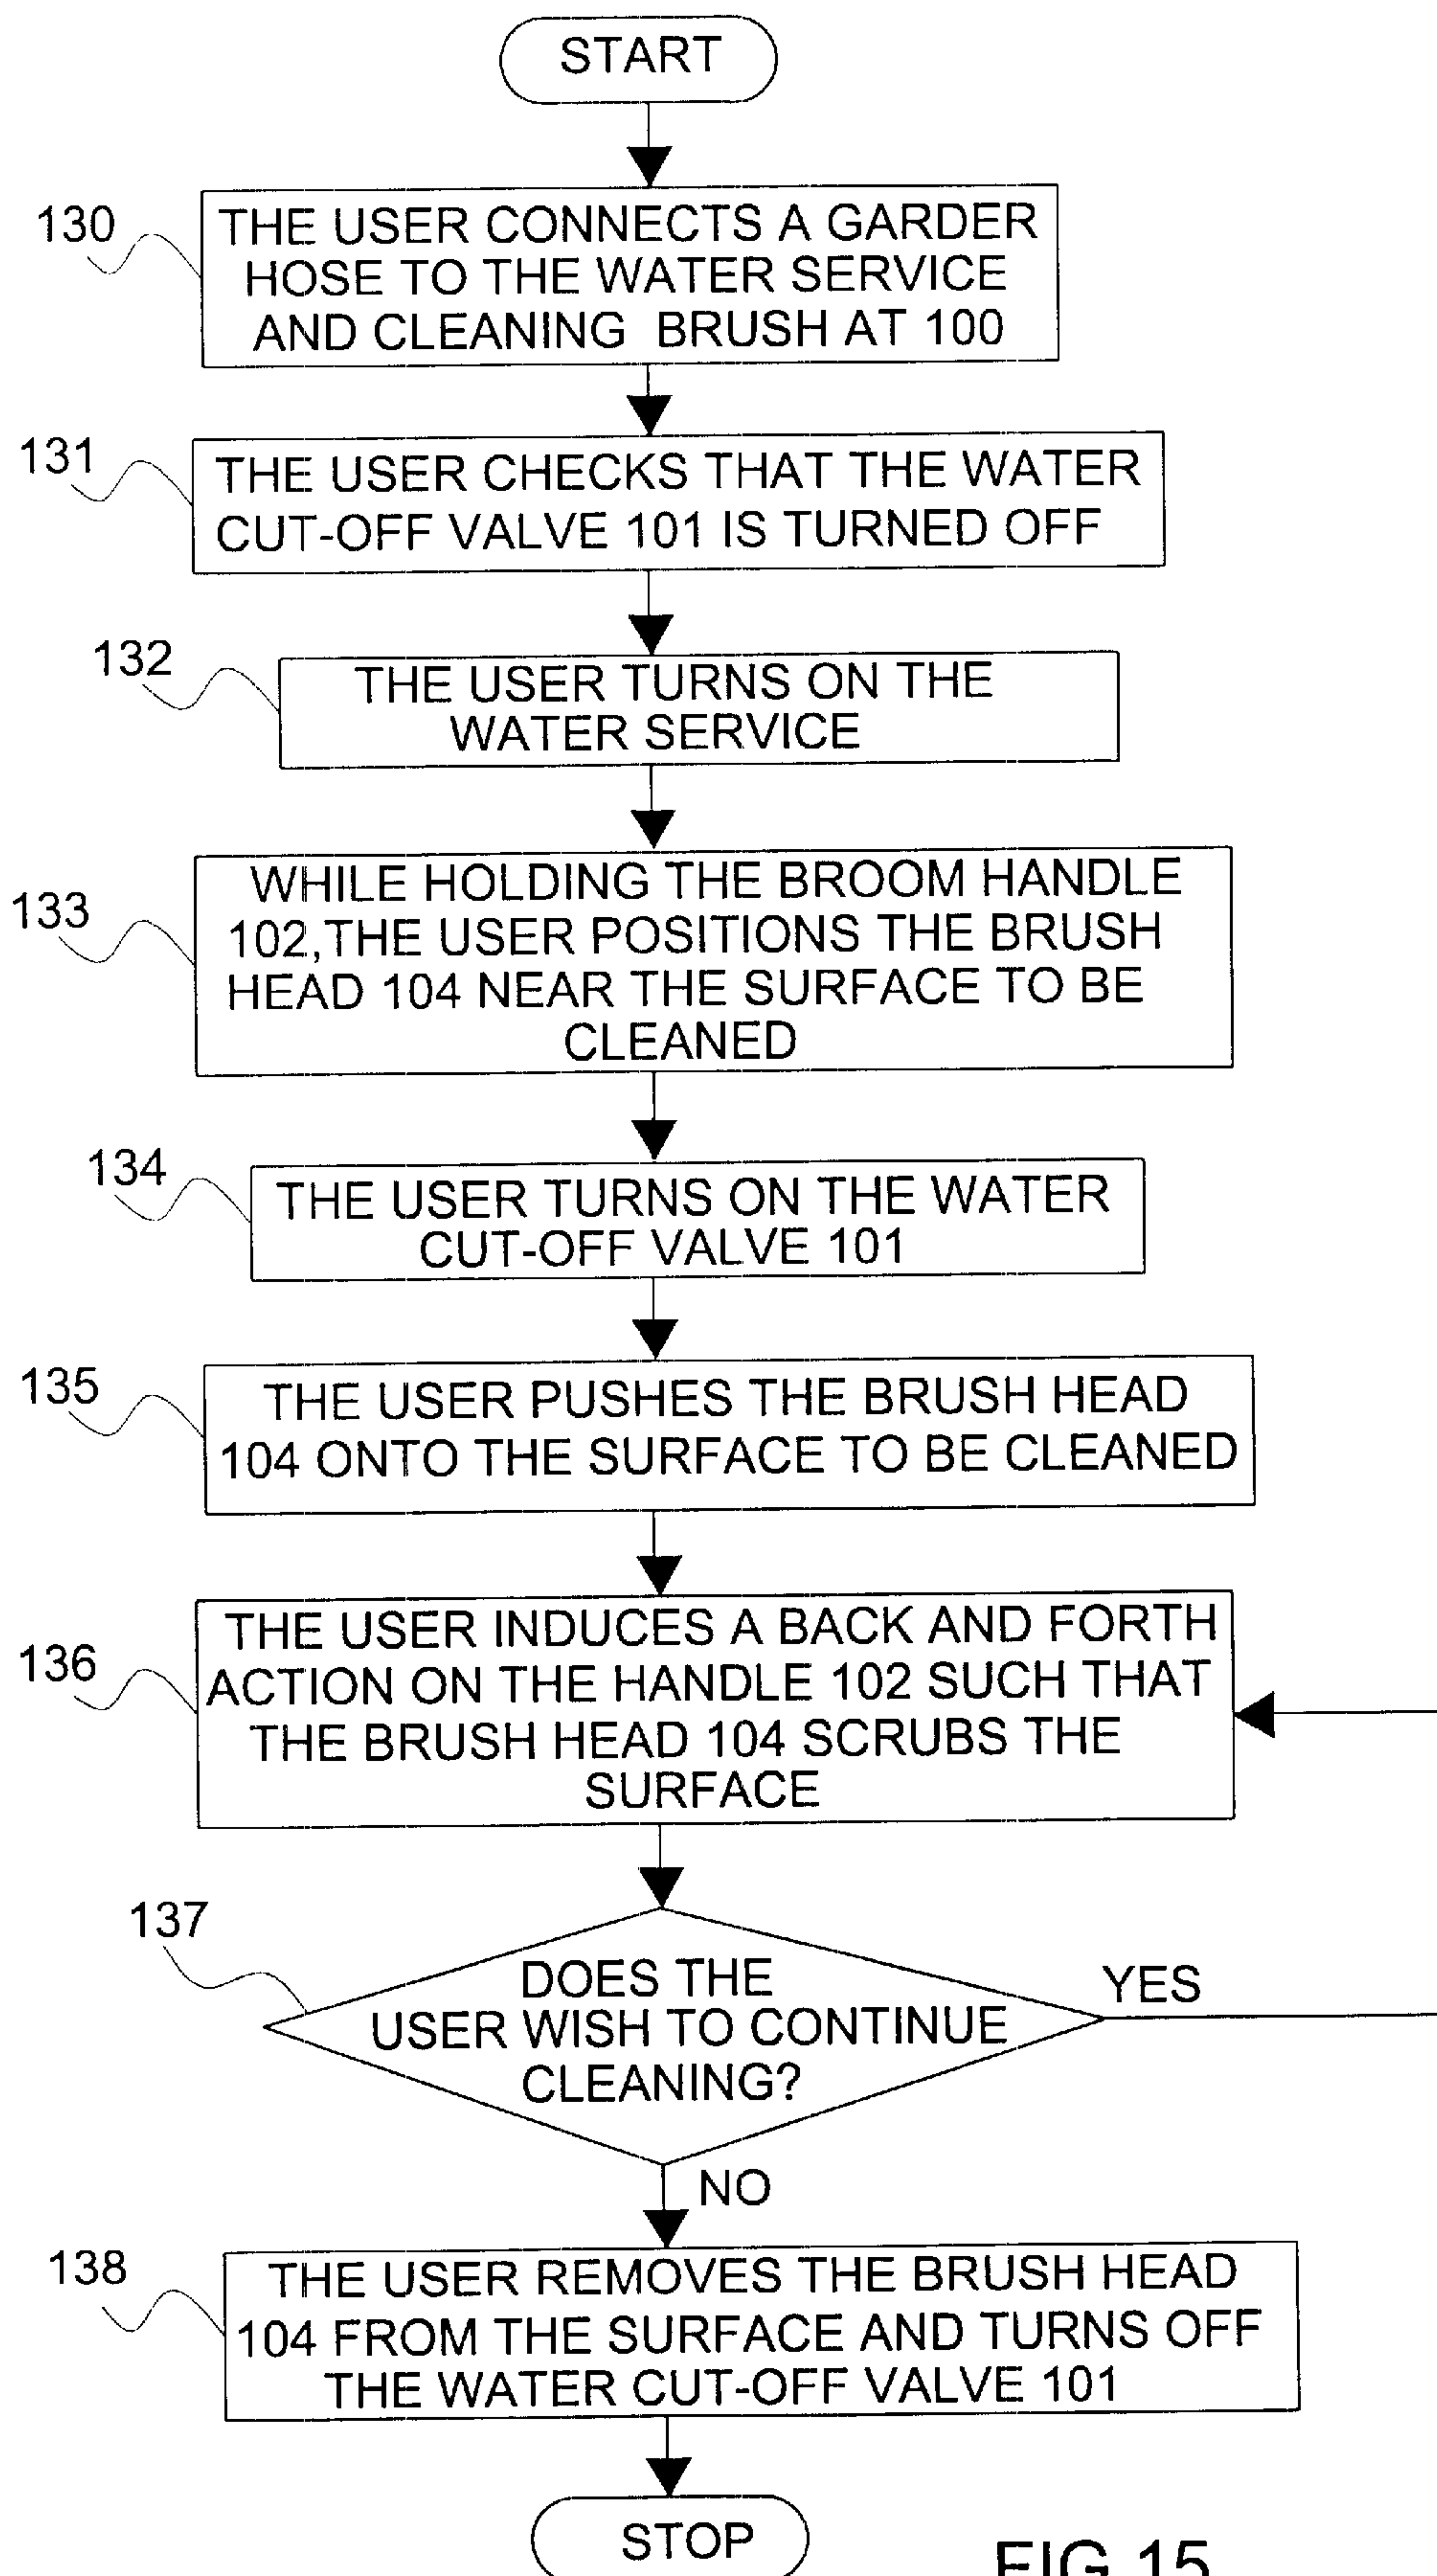 START
130
THE USER CONNECTS A GARDER
HOSE TO THE WATER SERVICE
AND CLEANING BRUSH AT 100
131
THE USER CHECKS THAT THE WATER
CUT-OFF VALVE 101 IS TURNED OFF
132
THE USER TURNS ON THE
WATER SERVICE
133
WHILE HOLDING THE BROOM HANDLE
102,THE USER POSITIONS THE BRUSH
HEAD 104 NEAR THE SURFACE TO BE
CLEANED
134
THE USER TURNS ON THE WATER
CUT-OFF VALVE 101
135
THE USER PUSHES THE BRUSH HEAD
104 ONTO THE SURFACE TO BE CLEANED
136
THE USER INDUCES A BACK AND FORTH
ACTION ON THE HANDLE 102 SUCH THAT
THE BRUSH HEAD 104 SCRUBS THE
SURFACE
137
DOES THE
USER WISH TO CONTINUE
CLEANING?
YES
NO
138
THE USER REMOVES THE BRUSH HEAD
104 FROM THE SURFACE AND TURNS OFF
THE WATER CUT-OFF VALVE 101
STOP
FIG 15